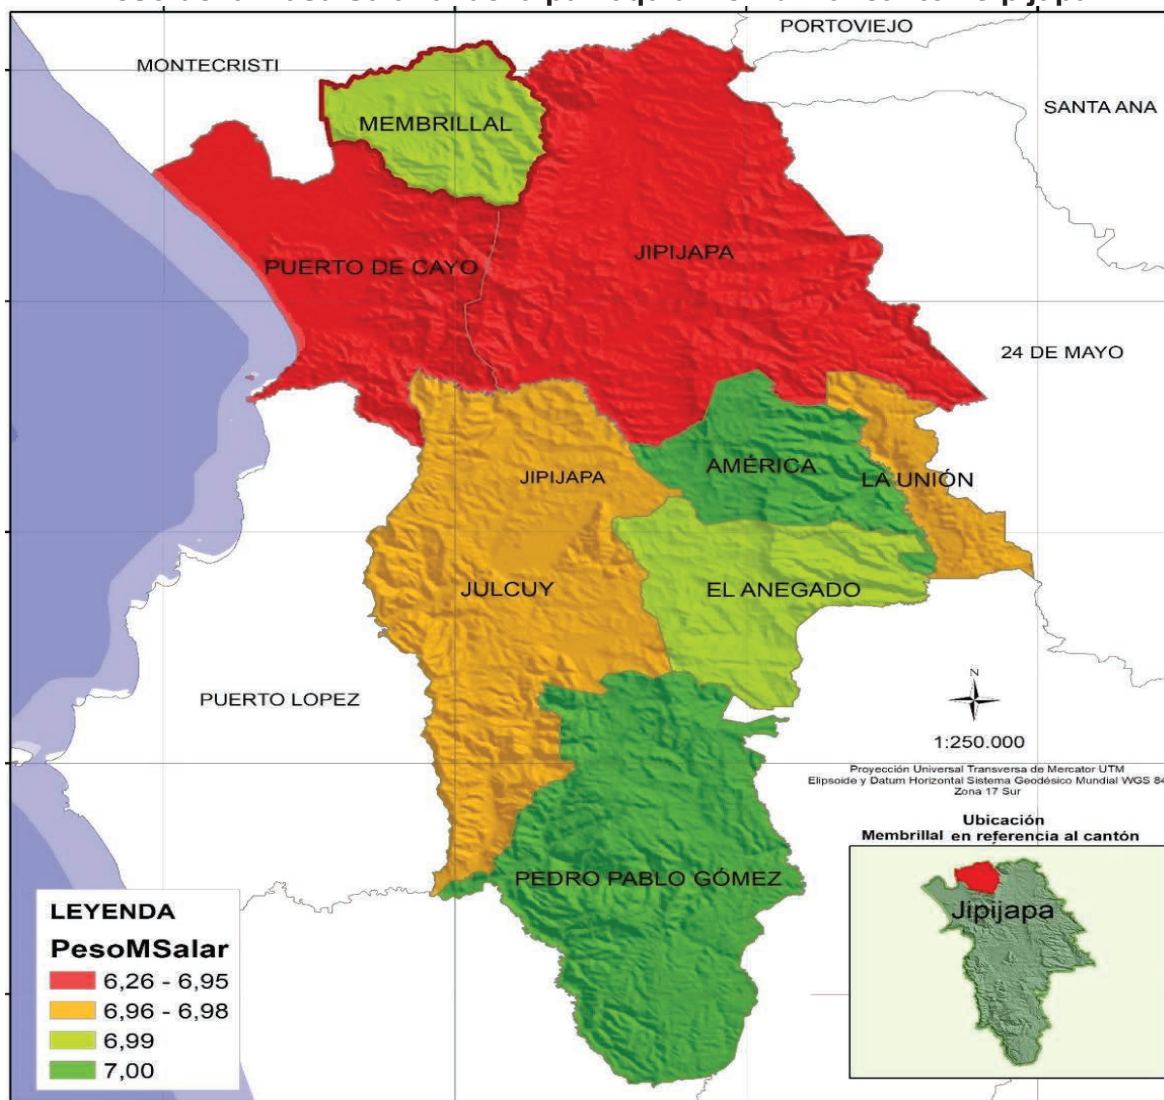 PORTOVIEJO
MONTECRISTI
SANTA ANA
MEMBRILLAL
JIPIJAPA
PUERTO DE CAYO
24 DE MAYO
AMÉRICA
JIPIJAPA
LA UNIÓN
JULCUY
EL ANEGADO
PUERTO LOPEZ
N
1:250.000
Proyección Universal Transversa de Mercator UTM
Elipsoide y Datum Horizontal Sistema Geodésico Mundial WGS 84
Zona 17 Sur
Ubicación
Membrillal en referencia al cantón
Jipijapa
PEDRO PABLO GÓMEZ
LEYENDA
PesoMSalar
6,26 - 6,95
6,96 - 6,98
6,99
7,00